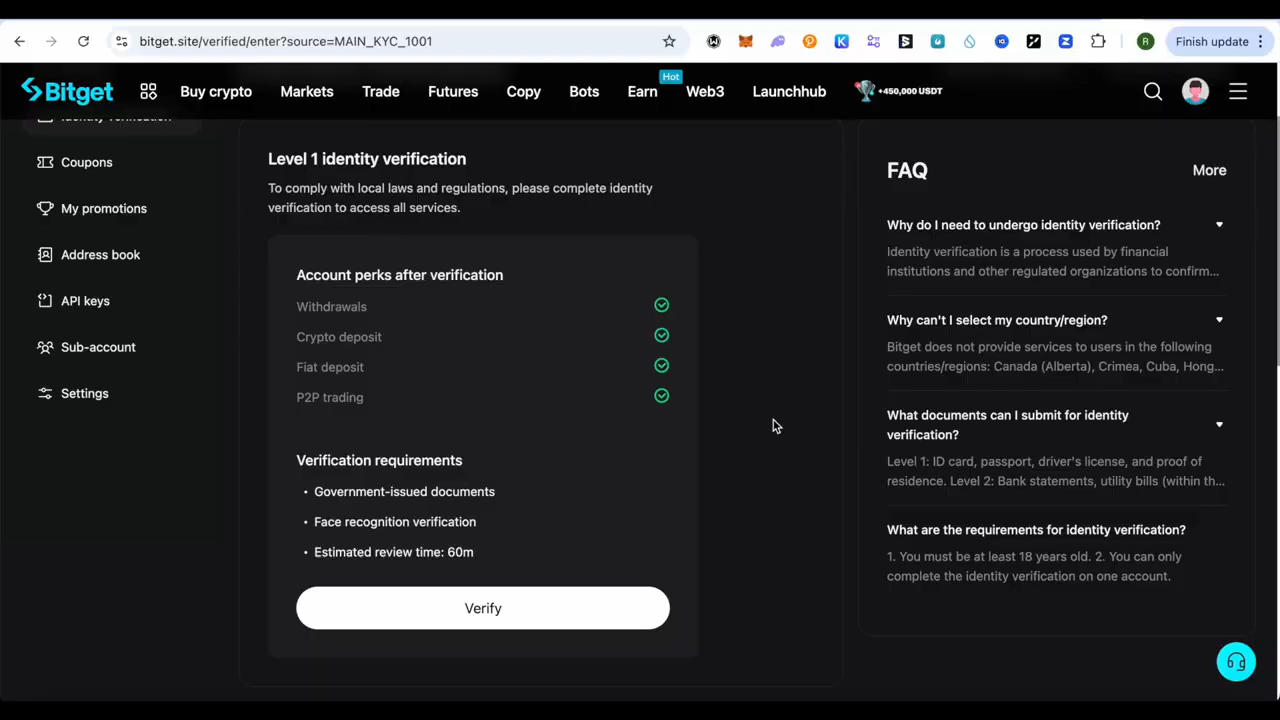 bitget.site/verified/enter?source=MAIN_KYC_1001
R
Finish update
Bitget
Buy crypto
Markets
Trade
Futures
Copy
Bots
Earn
Hot
Web3
Launchhub
+450,000 USDT
Identity verification
Coupons
My promotions
Address book
API keys
Sub-account
Settings
Level 1 identity verification
To comply with local laws and regulations, please complete identity
verification to access all services.
Account perks after verification
Withdrawals
Crypto deposit
Fiat deposit
P2P trading
Verification requirements
• Government-issued documents
• Face recognition verification
• Estimated review time: 60m
Verify
FAQ
More
Why do I need to undergo identity verification?
Identity verification is a process used by financial
institutions and other regulated organizations to confirm...
Why can't I select my country/region?
Bitget does not provide services to users in the following
countries/regions: Canada (Alberta), Crimea, Cuba, Hong...
What documents can I submit for identity
verification?
Level 1: ID card, passport, driver's license, and proof of
residence. Level 2: Bank statements, utility bills (within th...
What are the requirements for identity verification?
1. You must be at least 18 years old. 2. You can only
complete the identity verification on one account.